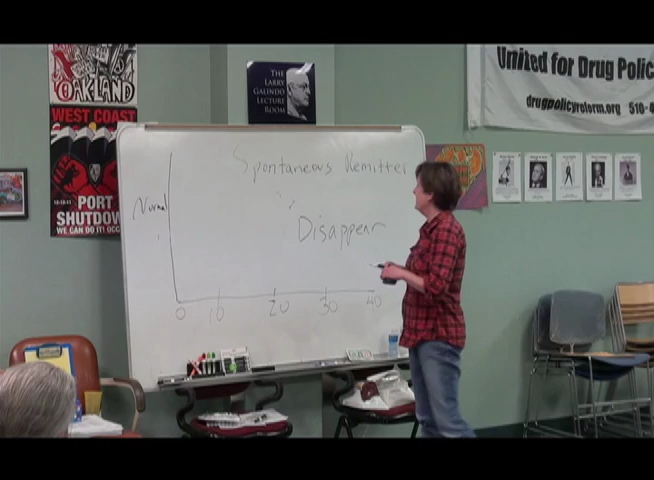 OAKLAND
WEST COAST
PORT
SHUTDOWN
WE CAN DO IT!
THE
LARRY
GALINDO
LECTURE
ROOM
United for Drug Polic
drugpolicyreform.org 510-
Spontaneous Remitter
Normal
Disappear
0 10 20 30 40